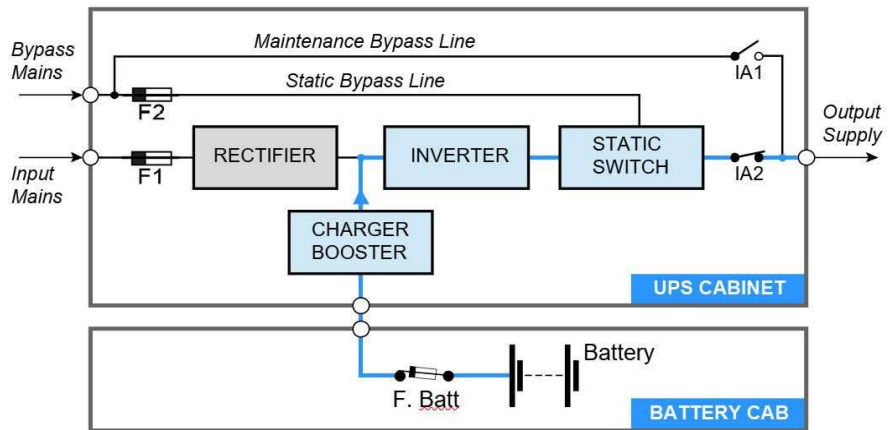 Maintenance Bypass Line
Bypass
Mains
IA1
Static Bypass Line
F2
Output
Supply
RECTIFIER
INVERTER
STATIC
SWITCH
F1
IA2
Input
Mains
CHARGER
BOOSTER
UPS CABINET
Battery
F. Batt
BATTERY CAB